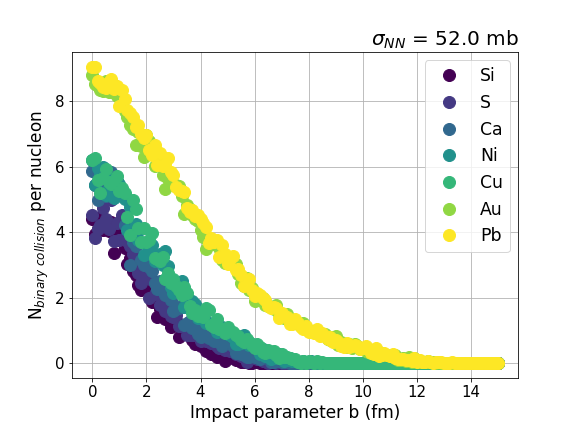 σNN = 52.0 mb
Nbinary collision per nucleon
8
6
4
2
0
Si
S
Ca
Ni
Cu
Au
Pb
0 2 4 6 8 10 12 14
Impact parameter b (fm)